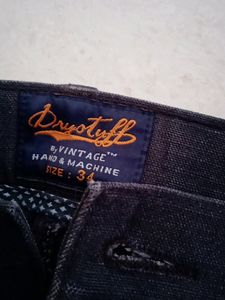 Drystuff
By VINTAGE™
HAND & MACHINE
SIZE : 34